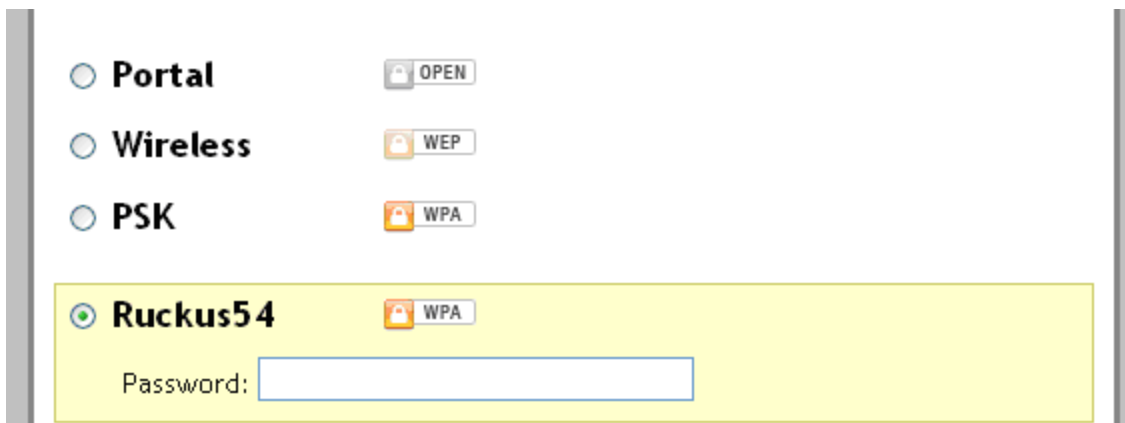 Portal OPEN
Wireless WEP
PSK WPA
Ruckus54 WPA
Password: